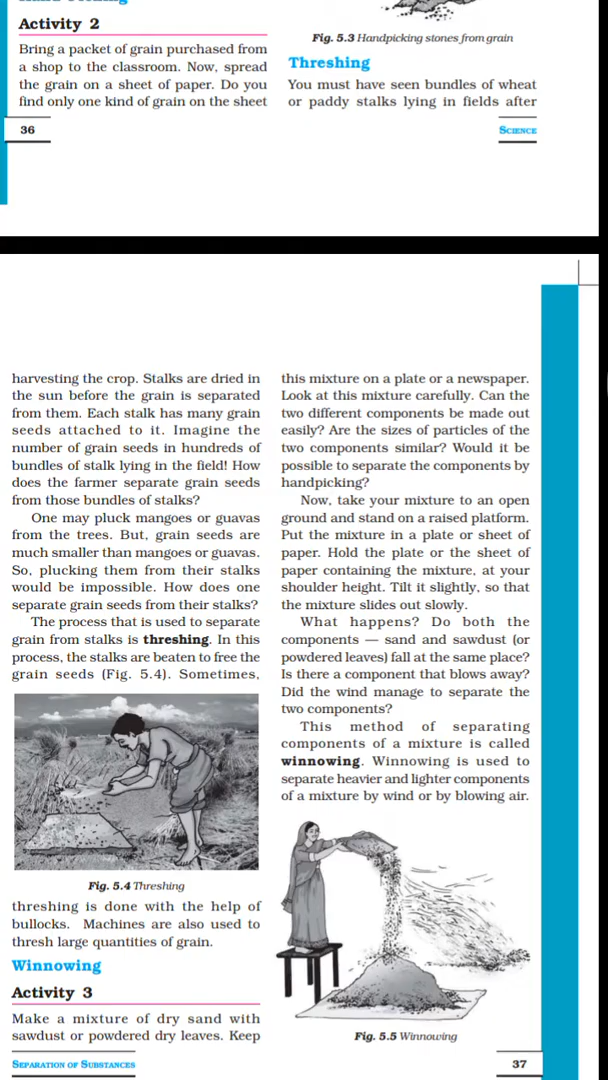 Activity 2
Bring a packet of grain purchased from
a shop to the classroom. Now, spread
the grain on a sheet of paper. Do you
find only one kind of grain on the sheet
Fig. 5.3 Handpicking stones from grain
Threshing
You must have seen bundles of wheat
or paddy stalks lying in fields after
36
SCIENCE
harvesting the crop. Stalks are dried in
the sun before the grain is separated
from them. Each stalk has many grain
seeds attached to it. Imagine the
number of grain seeds in hundreds of
bundles of stalk lying in the field! How
does the farmer separate grain seeds
from those bundles of stalks?
One may pluck mangoes or guavas
from the trees. But, grain seeds are
much smaller than mangoes or guavas.
So, plucking them from their stalks
would be impossible. How does one
separate grain seeds from their stalks?
The process that is used to separate
grain from stalks is threshing. In this
process, the stalks are beaten to free the
grain seeds (Fig. 5.4). Sometimes,
Fig. 5.4 Threshing
threshing is done with the help of
bullocks. Machines are also used to
thresh large quantities of grain.
Winnowing
Activity 3
Make a mixture of dry sand with
sawdust or powdered dry leaves. Keep
this mixture on a plate or a newspaper.
Look at this mixture carefully. Can the
two different components be made out
easily? Are the sizes of particles of the
two components similar? Would it be
possible to separate the components by
handpicking?
Now, take your mixture to an open
ground and stand on a raised platform.
Put the mixture in a plate or sheet of
paper. Hold the plate or the sheet of
paper containing the mixture, at your
shoulder height. Tilt it slightly, so that
the mixture slides out slowly.
What happens? Do both the
components — sand and sawdust (or
powdered leaves) fall at the same place?
Is there a component that blows away?
Did the wind manage to separate the
two components?
This method of separating
components of a mixture is called
winnowing. Winnowing is used to
separate heavier and lighter components
of a mixture by wind or by blowing air.
Fig. 5.5 Winnowing
SEPARATION OF SUBSTANCES
37